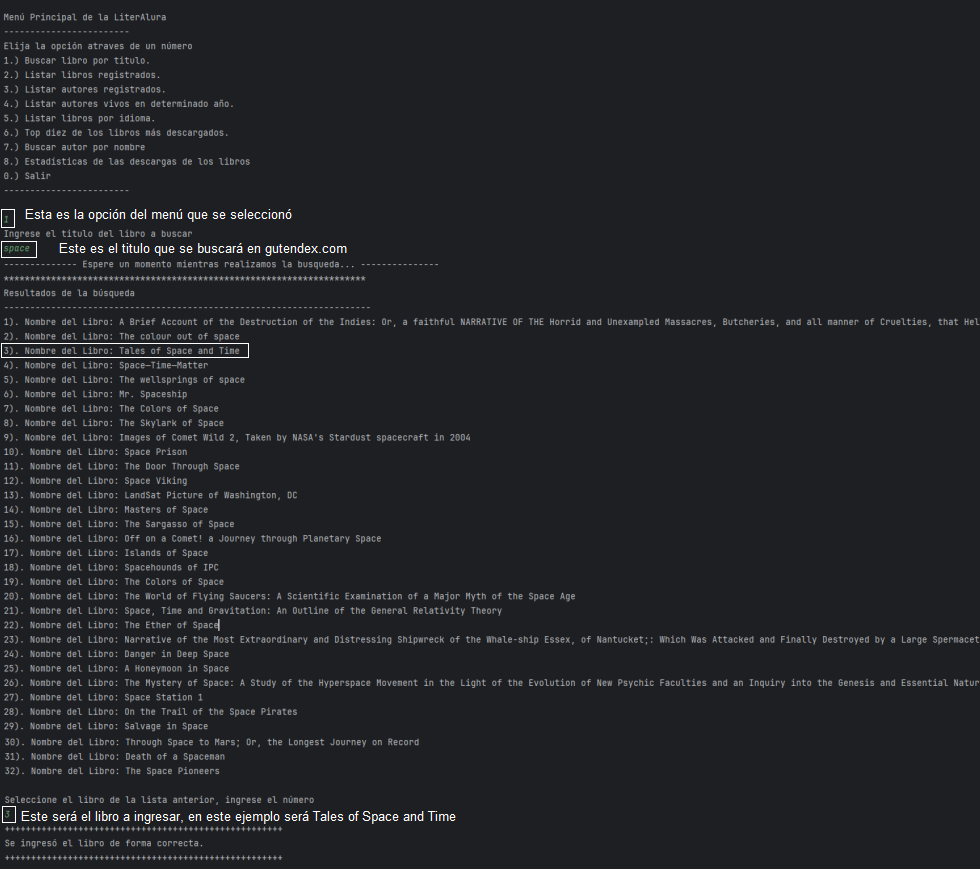 Menú Principal de la LiterAlura
------------------------
Elija la opción atraves de un número
1.) Buscar libro por titulo.
2.) Listar libros registrados.
3.) Listar autores registrados.
4.) Listar autores vivos en determinado año.
5.) Listar libros por idioma.
6.) Top diez de los libros más descargados.
7.) Buscar autor por nombre
8.) Estadísticas de las descargas de los libros
0.) Salir
------------------------
1 Esta es la opción del menú que se seleccionó
Ingrese el titulo del libro a buscar
space Este es el titulo que se buscará en gutendex.com
-------------- Espere un momento mientras realizamos la busqueda... ---------------
*********************************************************************
Resultados de la búsqueda
----------------------------------------------------------------------
1). Nombre del Libro: A Brief Account of the Destruction of the Indies: Or, a faithful NARRATIVE OF THE Horrid and Unexampled Massacres, Butcheries, and all manner of Cruelties, that Hel
2). Nombre del Libro: The colour out of space
3). Nombre del Libro: Tales of Space and Time
4). Nombre del Libro: Space—Time—Matter
5). Nombre del Libro: The wellsprings of space
6). Nombre del Libro: Mr. Spaceship
7). Nombre del Libro: The Colors of Space
8). Nombre del Libro: The Skylark of Space
9). Nombre del Libro: Images of Comet Wild 2, Taken by NASA's Stardust spacecraft in 2004
10). Nombre del Libro: Space Prison
11). Nombre del Libro: The Door Through Space
12). Nombre del Libro: Space Viking
13). Nombre del Libro: LandSat Picture of Washington, DC
14). Nombre del Libro: Masters of Space
15). Nombre del Libro: The Sargasso of Space
16). Nombre del Libro: Off on a Comet! a Journey through Planetary Space
17). Nombre del Libro: Islands of Space
18). Nombre del Libro: Spacehounds of IPC
19). Nombre del Libro: The Colors of Space
20). Nombre del Libro: The World of Flying Saucers: A Scientific Examination of a Major Myth of the Space Age
21). Nombre del Libro: Space, Time and Gravitation: An Outline of the General Relativity Theory
22). Nombre del Libro: The Ether of Space
23). Nombre del Libro: Narrative of the Most Extraordinary and Distressing Shipwreck of the Whale-ship Essex, of Nantucket;: Which Was Attacked and Finally Destroyed by a Large Spermacet
24). Nombre del Libro: Danger in Deep Space
25). Nombre del Libro: A Honeymoon in Space
26). Nombre del Libro: The Mystery of Space: A Study of the Hyperspace Movement in the Light of the Evolution of New Psychic Faculties and an Inquiry into the Genesis and Essential Natur
27). Nombre del Libro: Space Station 1
28). Nombre del Libro: On the Trail of the Space Pirates
29). Nombre del Libro: Salvage in Space
30). Nombre del Libro: Through Space to Mars; Or, the Longest Journey on Record
31). Nombre del Libro: Death of a Spaceman
32). Nombre del Libro: The Space Pioneers
Seleccione el libro de la lista anterior, ingrese el número
3 Este será el libro a ingresar, en este ejemplo será Tales of Space and Time
+++++++++++++++++++++++++++++++++++++++++++++++++++++
Se ingresó el libro de forma correcta.
+++++++++++++++++++++++++++++++++++++++++++++++++++++